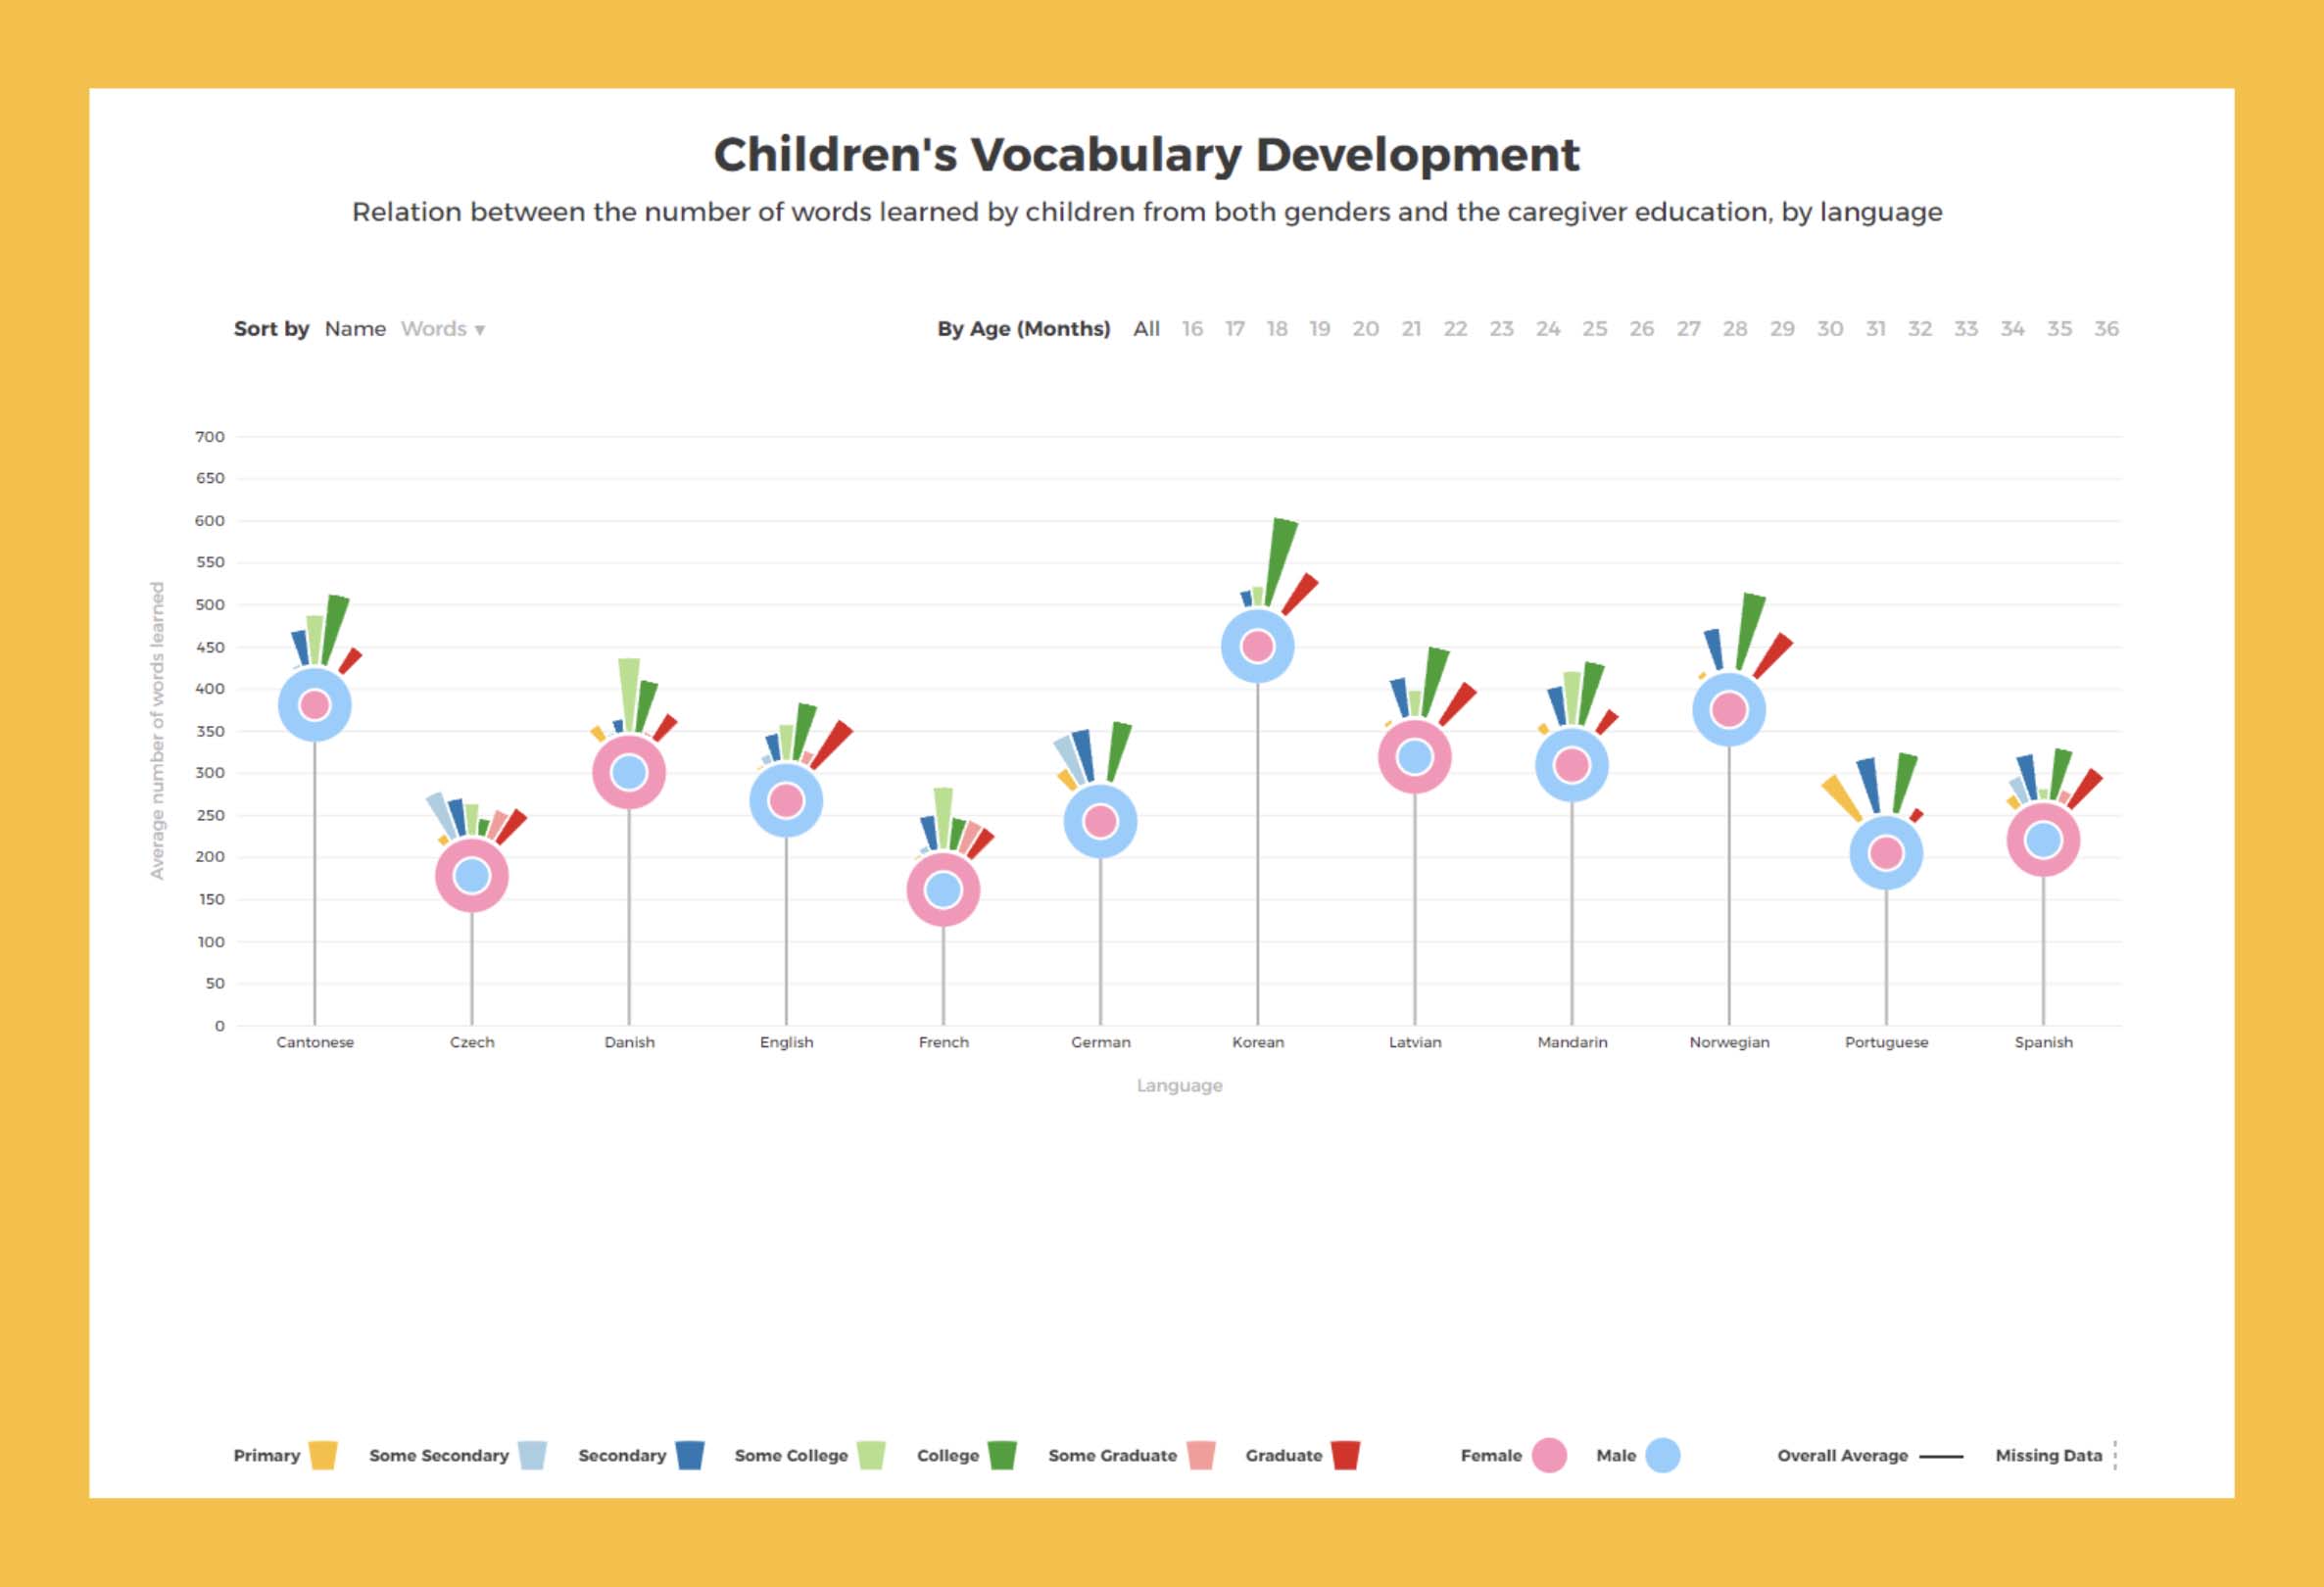 Children's Vocabulary Development
Relation between the number of words learned by children from both genders and the caregiver education, by language
Sort by Name Words ▼ By Age (Months) All 16 17 18 19 20 21 22 23 24 25 26 27 28 29 30 31 32 33 34 35 36
Average number of words learned
700
650
600
550
500
450
400
350
300
250
200
150
100
50
0
Cantonese Czech Danish English French German Korean Latvian Mandarin Norwegian Portuguese Spanish
Language
Primary Some Secondary Secondary Some College College Some Graduate Graduate Female Male Overall Average Missing Data